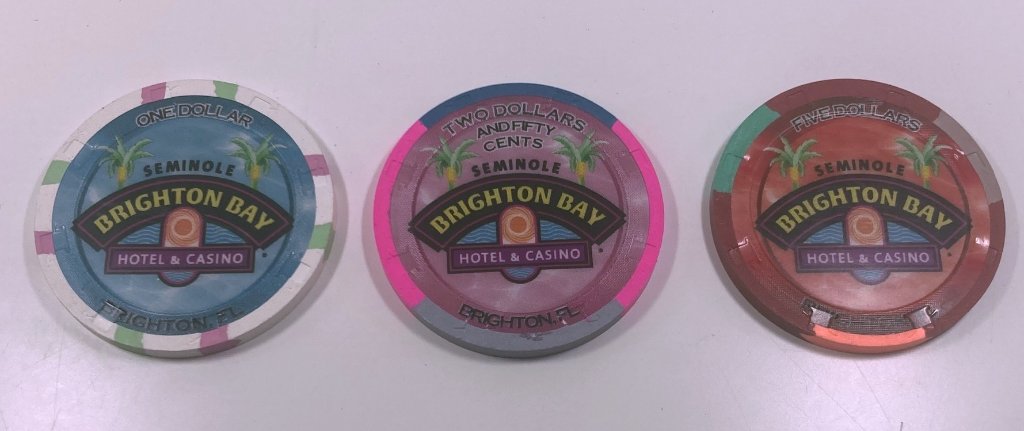 ONE DOLLAR
SEMINOLE
BRIGHTON BAY
HOTEL & CASINO
BRIGHTON, FL
TWO DOLLARS
AND FIFTY
CENTS
SEMINOLE
BRIGHTON BAY
HOTEL & CASINO
BRIGHTON, FL
FIVE DOLLARS
SEMINOLE
BRIGHTON BAY
HOTEL & CASINO